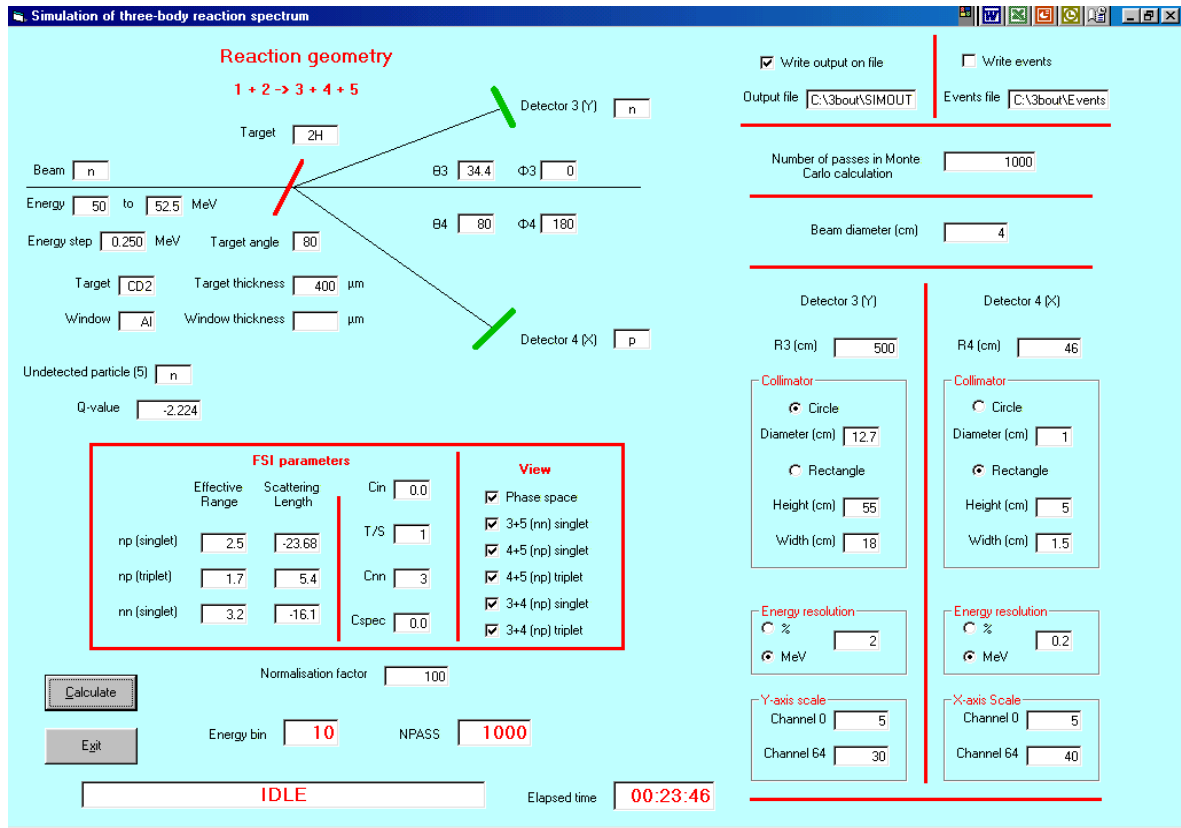 Simulation of three-body reaction spectrum
Reaction geometry
1 + 2 -> 3 + 4 + 5
Detector 3 (Y) n
Target 2H
Beam n
θ3 34.4 Φ3 0
Energy 50 to 52.5 MeV
θ4 80 Φ4 180
Energy step 0.250 MeV Target angle 80
Target CD2 Target thickness 400 µm
Window Al Window thickness µm
Detector 4 (X) p
Undetected particle (5) n
Q-value -2.224
FSI parameters
Effective Range Scattering Length
np (singlet) 2.5 -23.68
np (triplet) 1.7 5.4
nn (singlet) 3.2 -16.1
Cin 0.0
T/S 1
Cnn 3
Cspec 0.0
View
Phase space
3+5 (nn) singlet
4+5 (np) singlet
4+5 (np) triplet
3+4 (np) singlet
3+4 (np) triplet
Normalisation factor 100
Calculate
Exit
Energy bin 10 NPASS 1000
IDLE
Elapsed time 00:23:46
Write output on file
Output file C:\3bout\SIMOUT
Write events
Events file C:\3bout\Events
Number of passes in Monte
Carlo calculation
1000
Beam diameter (cm) 4
Detector 3 (Y)
R3 (cm) 500
Collimator
Circle
Diameter (cm) 12.7
Rectangle
Height (cm) 55
Width (cm) 18
Energy resolution
%
2
MeV
Y-axis scale
Channel 0 5
Channel 64 30
Detector 4 (X)
R4 (cm) 46
Collimator
Circle
Diameter (cm) 1
Rectangle
Height (cm) 5
Width (cm) 1.5
Energy resolution
%
0.2
MeV
X-axis Scale
Channel 0 5
Channel 64 40